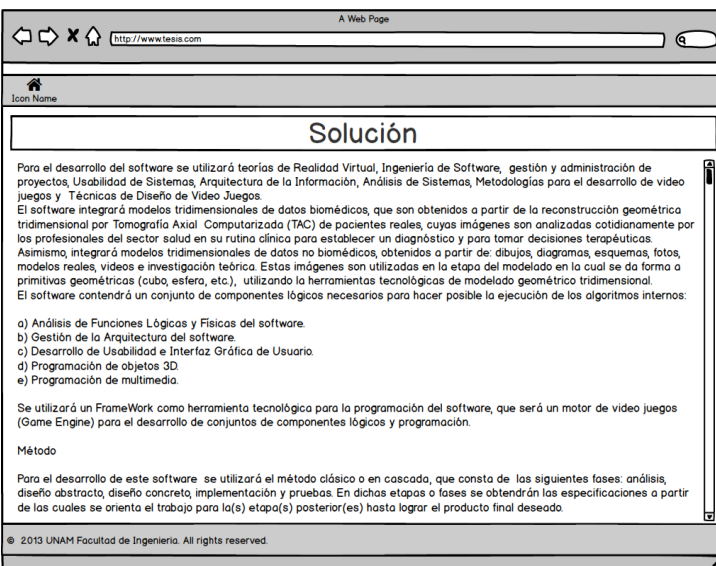 A Web Page
http://www.tesis.com
Icon Name
Solución
Para el desarrollo del software se utilizará teorías de Realidad Virtual, Ingeniería de Software, gestión y administración de
proyectos, Usabilidad de Sistemas, Arquitectura de la Información, Análisis de Sistemas, Metodologías para el desarrollo de video
juegos y Técnicas de Diseño de Video Juegos.
El software integrará modelos tridimensionales de datos biomédicos, que son obtenidos a partir de la reconstrucción geométrica
tridimensional por Tomografía Axial Computarizada (TAC) de pacientes reales, cuyas imágenes son analizadas cotidianamente por
los profesionales del sector salud en su rutina clínica para establecer un diagnóstico y para tomar decisiones terapéuticas.
Asimismo, integrará modelos tridimensionales de datos no biomédicos, obtenidos a partir de: dibujos, diagramas, esquemas, fotos,
modelos reales, videos e investigación teórica. Estas imágenes son utilizadas en la etapa del modelado en la cual se da forma a
primitivas geométricas (cubo, esfera, etc.), utilizando la herramientas tecnológicas de modelado geométrico tridimensional.
El software contendrá un conjunto de componentes lógicos necesarios para hacer posible la ejecución de los algoritmos internos:
a) Análisis de Funciones Lógicas y Físicas del software.
b) Gestión de la Arquitectura del software.
c) Desarrollo de Usabilidad e Interfaz Gráfica de Usuario.
d) Programación de objetos 3D.
e) Programación de multimedia.
Se utilizará un FrameWork como herramienta tecnológica para la programación del software, que será un motor de video juegos
(Game Engine) para el desarrollo de conjuntos de componentes lógicos y programación.
Método
Para el desarrollo de este software se utilizará el método clásico o en cascada, que consta de las siguientes fases: análisis,
diseño abstracto, diseño concreto, implementación y pruebas. En dichas etapas o fases se obtendrán las especificaciones a partir
de las cuales se orienta el trabajo para la(s) etapa(s) posterior(es) hasta lograr el producto final deseado.
© 2013 UNAM Facultad de Ingenieria. All rights reserved.